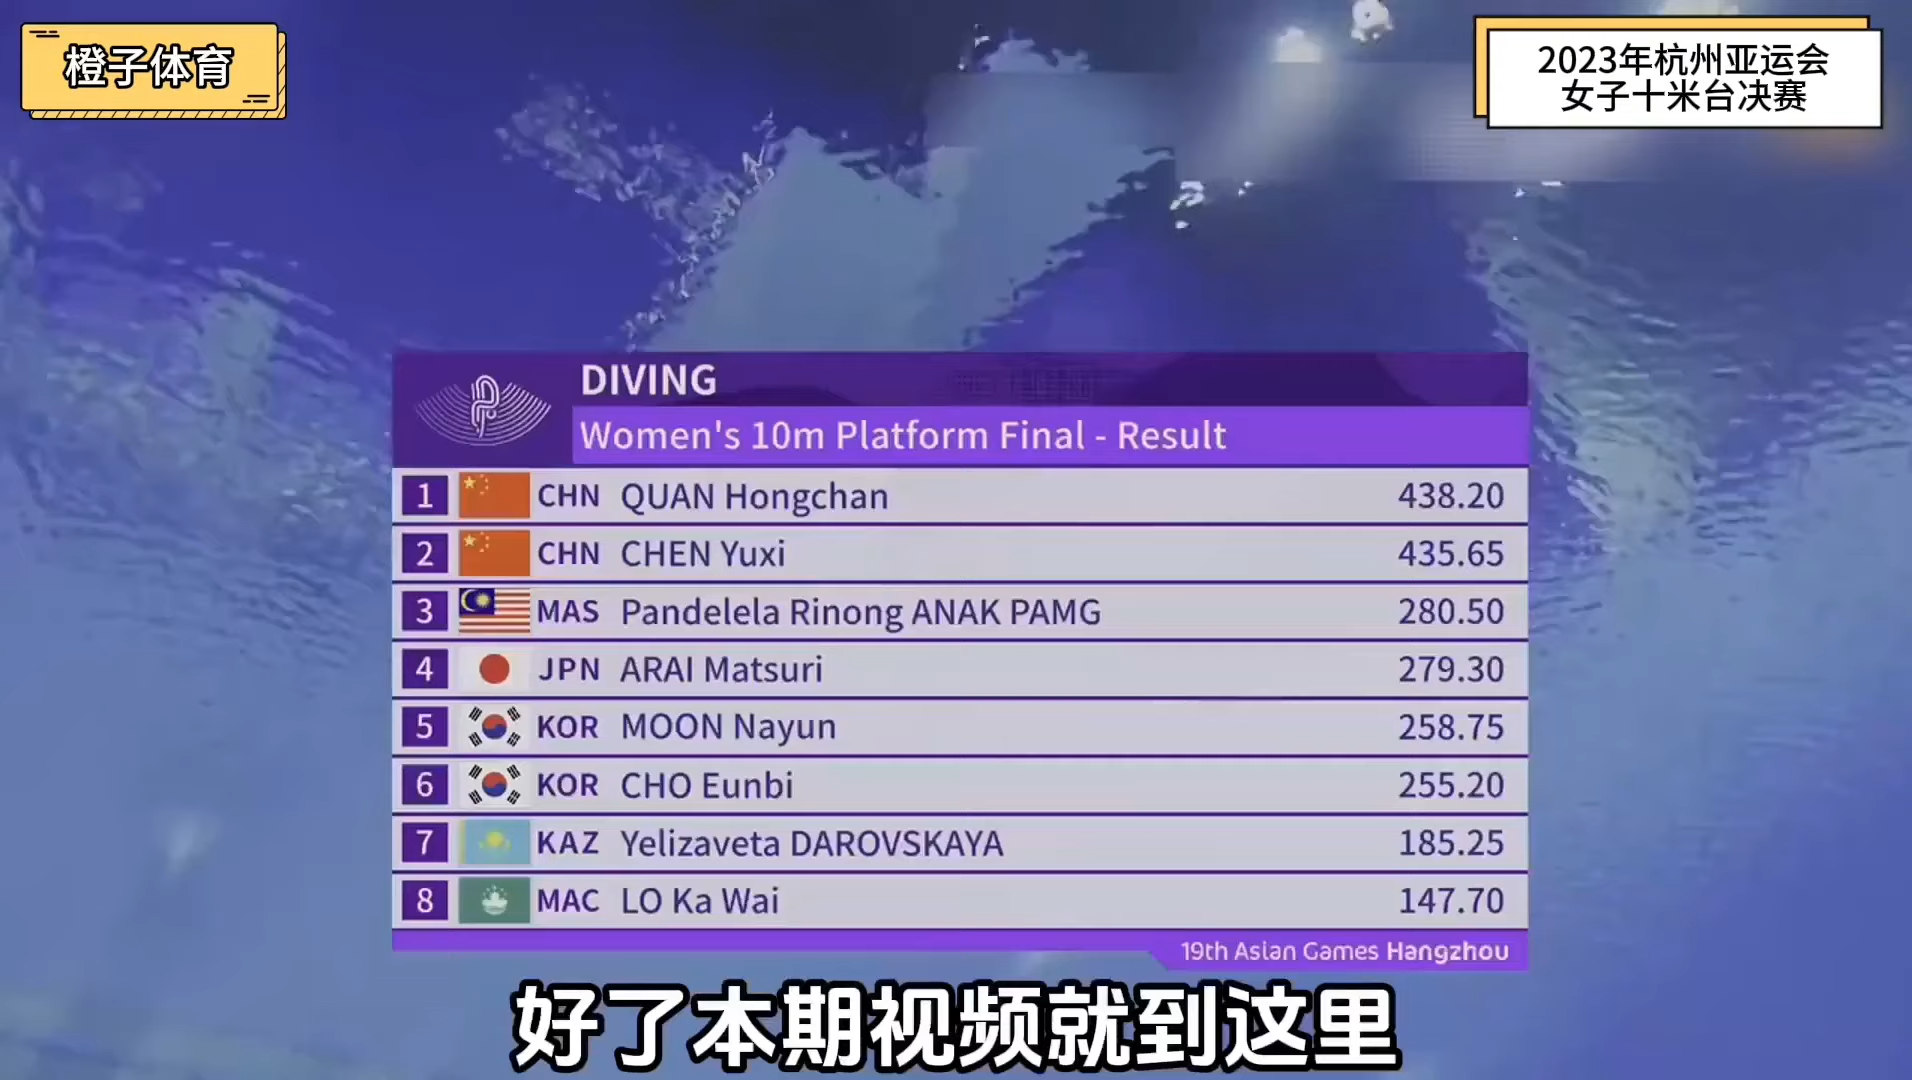 橙子体育
2023年杭州亚运会
女子十米台决赛
DIVING
Women's 10m Platform Final - Result
1 CHN QUAN Hongchan 438.20
2 CHN CHEN Yuxi 435.65
3 MAS Pandelela Rinong ANAK PAMG 280.50
4 JPN ARAI Matsuri 279.30
5 KOR MOON Nayun 258.75
6 KOR CHO Eunbi 255.20
7 KAZ Yelizaveta DAROVSKAYA 185.25
8 MAC LO Ka Wai 147.70
19th Asian Games Hangzhou
好了本期视频就到这里